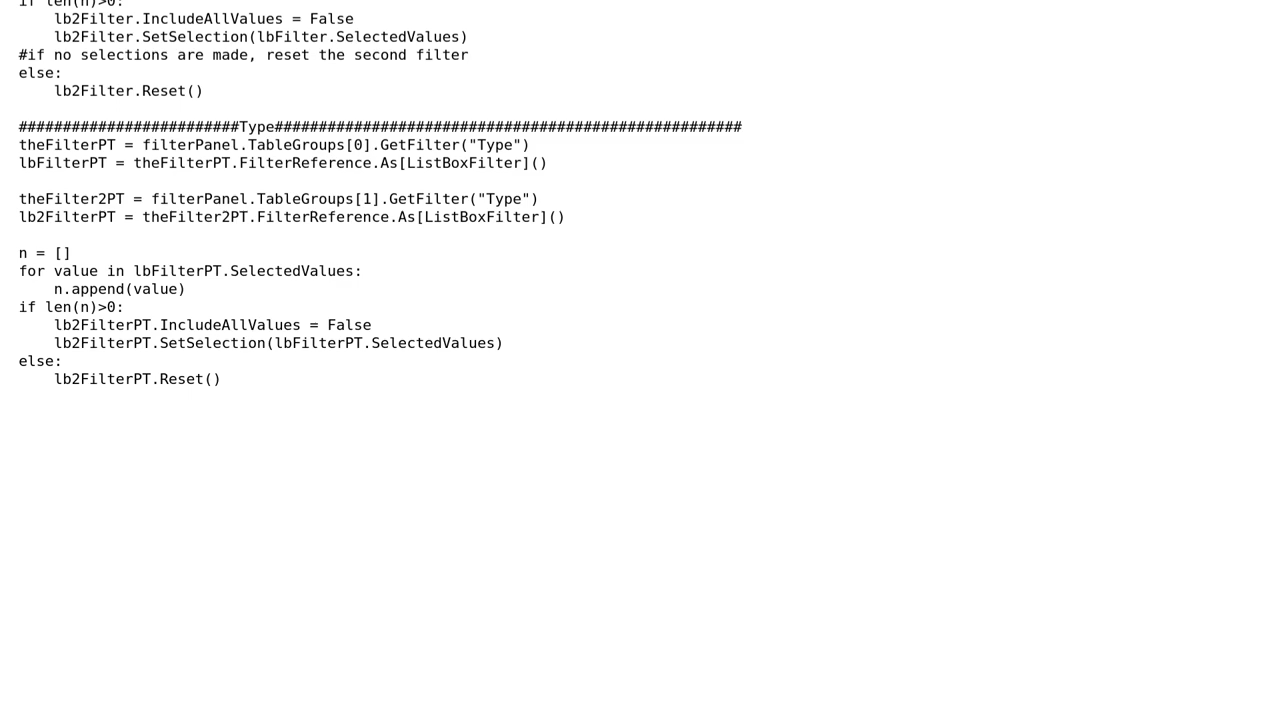 if len(n)>0:
    lb2Filter.IncludeAllValues = False
    lb2Filter.SetSelection(lbFilter.SelectedValues)
#if no selections are made, reset the second filter
else:
    lb2Filter.Reset()

#########################Type#####################################################
theFilterPT = filterPanel.TableGroups[0].GetFilter("Type")
lbFilterPT = theFilterPT.FilterReference.As[ListBoxFilter]()

theFilter2PT = filterPanel.TableGroups[1].GetFilter("Type")
lb2FilterPT = theFilter2PT.FilterReference.As[ListBoxFilter]()

n = []
for value in lbFilterPT.SelectedValues:
    n.append(value)
if len(n)>0:
    lb2FilterPT.IncludeAllValues = False
    lb2FilterPT.SetSelection(lbFilterPT.SelectedValues)
else:
    lb2FilterPT.Reset()